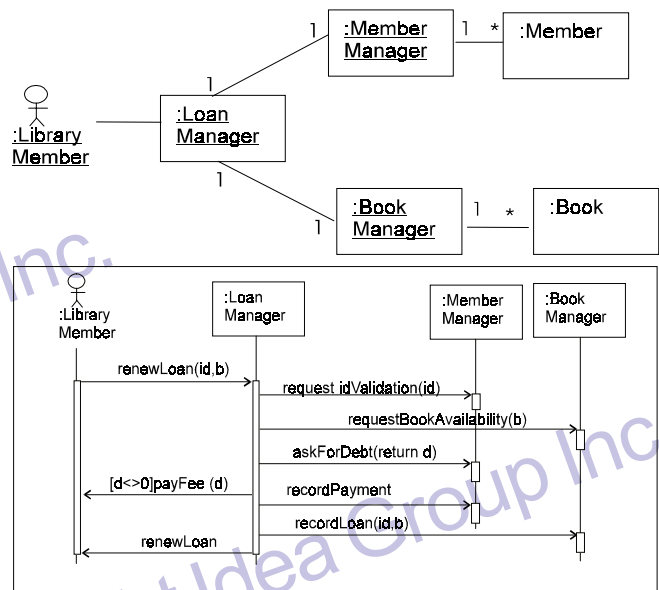 1
:Member
Manager
1
*
:Member
1
:Library
Member
:Loan
Manager
1
1
:Book
Manager
1
*
:Book
Inc.
:Library
Member
:Loan
Manager
:Member
Manager
:Book
Manager
renewLoan(id,b)
request idValidation(id)
requestBookAvailability(b)
askForDebt(return d)
[d<>0]payFee (d)
recordPayment
recordLoan(id,b)
renewLoan
Idea Group Inc